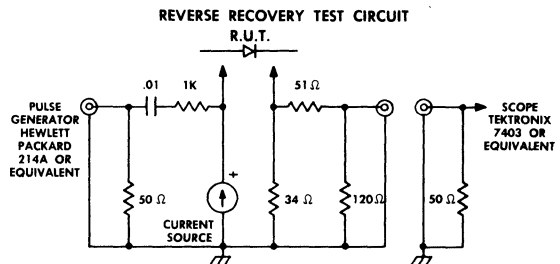 REVERSE RECOVERY TEST CIRCUIT
R.U.T.
.01
1K
51 Ω
PULSE
GENERATOR
HEWLETT
PACKARD
214A OR
EQUIVALENT
SCOPE
TEKTRONIX
7403 OR
EQUIVALENT
50 Ω
+
CURRENT
SOURCE
34 Ω
120Ω
50 Ω